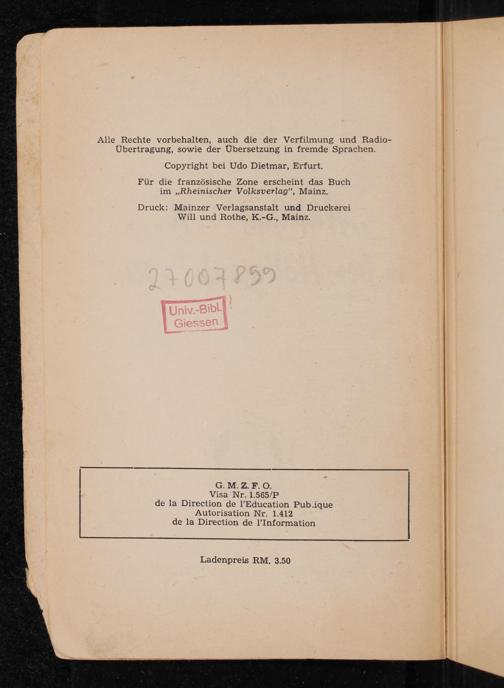 Alle Rechte vorbehalten, auch die der Verfilmung und Radio-
Übertragung, sowie der Übersetzung in fremde Sprachen.
Copyright bei Udo Dietmar, Erfurt.
Für die französische Zone erscheint das Buch
im „Rheinischer Volksverlag“, Mainz.
Druck: Mainzer Verlagsanstalt und Druckerei
Will und Rothe, K.-G., Mainz.
27007899
Univ.-Bibl.
Giessen
G. M. Z. F. O.
Visa Nr. 1.565/P
de la Direction de l'Education Pub.ique
Autorisation Nr. 1.412
de la Direction de l'Information
Ladenpreis RM. 3.50